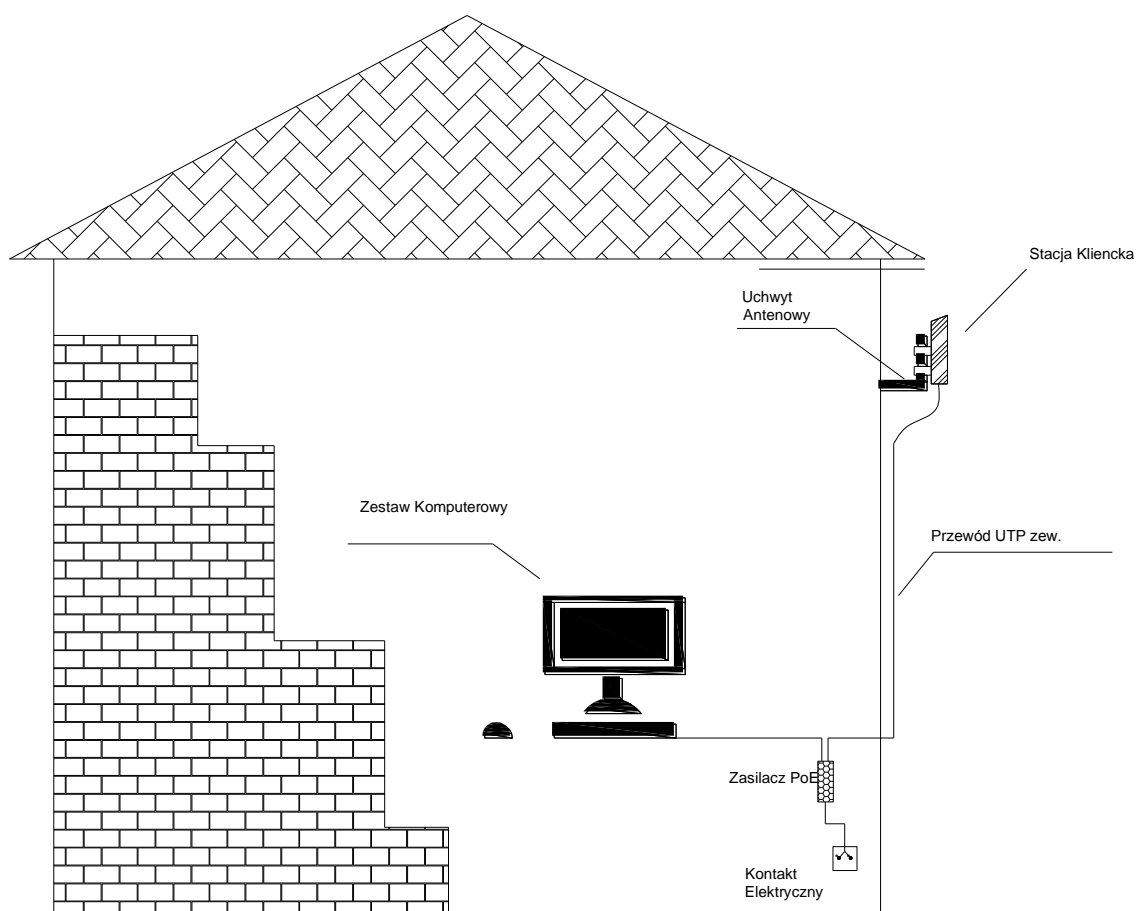 Stacja Kliencka
Uchwyt
Antenowy
Zestaw Komputerowy
Przewód UTP zew.
Zasilacz PoE
Kontakt
Elektryczny